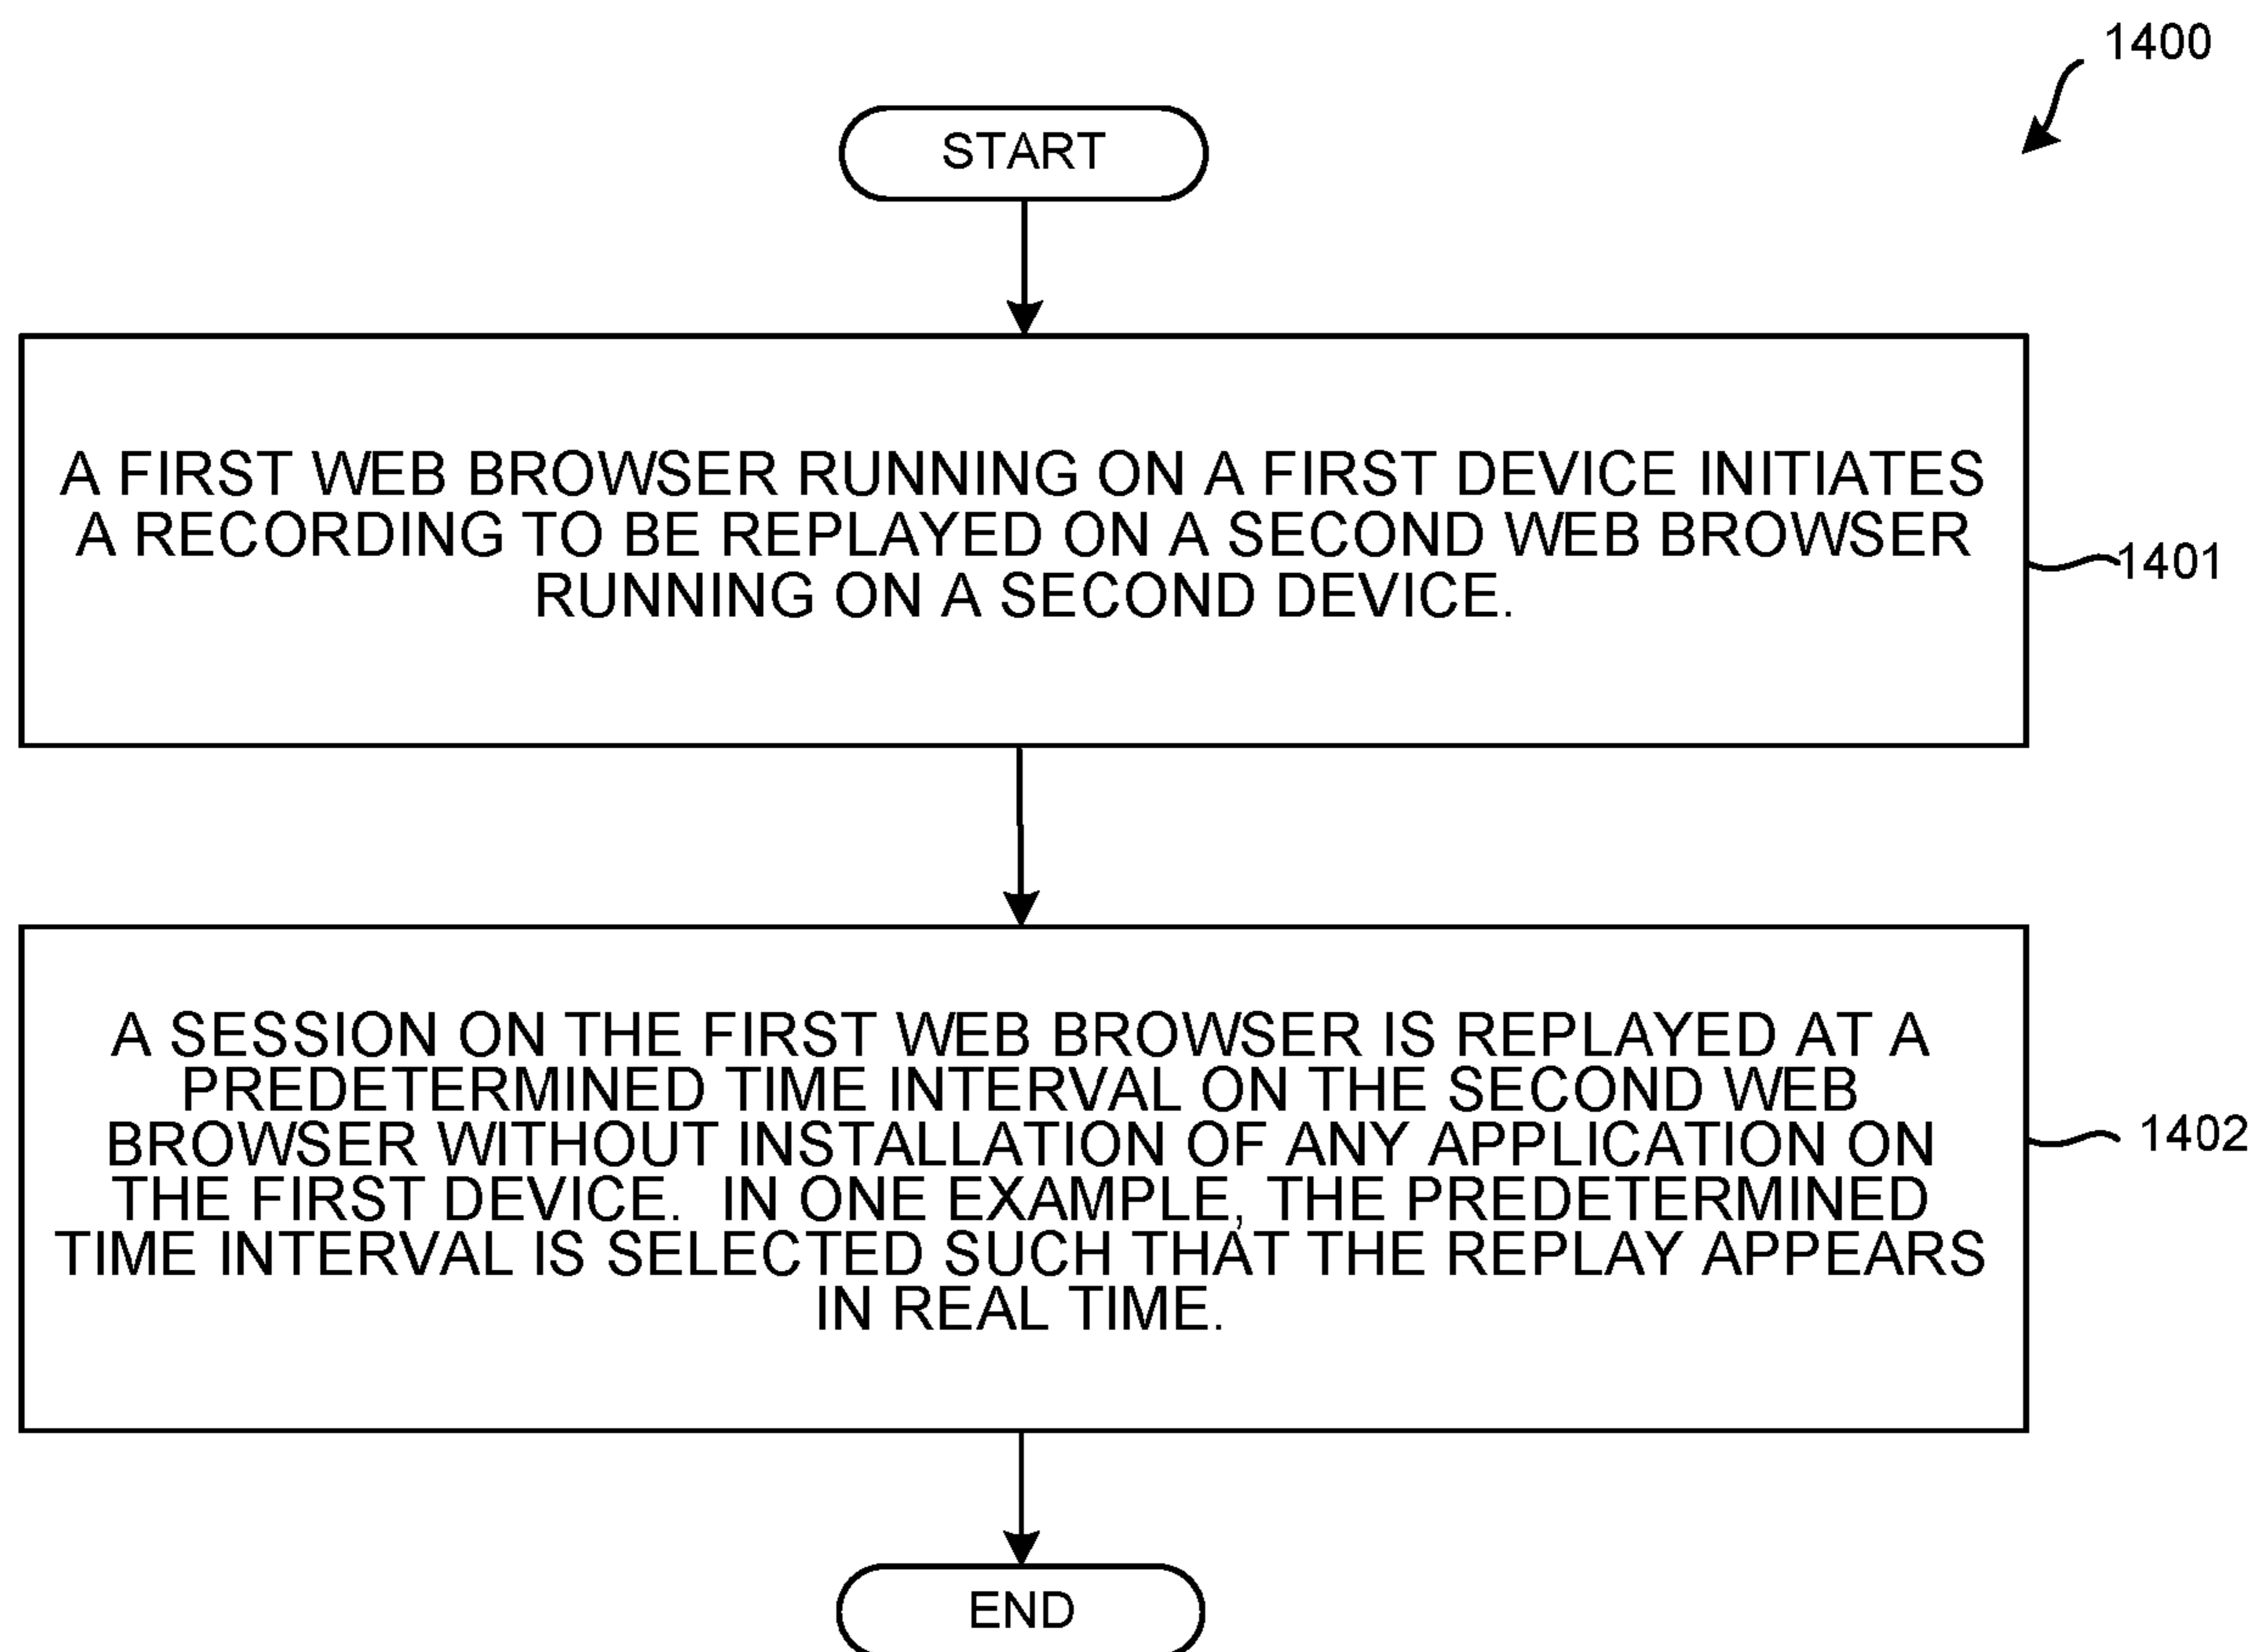 1400
START
A FIRST WEB BROWSER RUNNING ON A FIRST DEVICE INITIATES
A RECORDING TO BE REPLAYED ON A SECOND WEB BROWSER
RUNNING ON A SECOND DEVICE.
1401
A SESSION ON THE FIRST WEB BROWSER IS REPLAYED AT A
PREDETERMINED TIME INTERVAL ON THE SECOND WEB
BROWSER WITHOUT INSTALLATION OF ANY APPLICATION ON
THE FIRST DEVICE.  IN ONE EXAMPLE, THE PREDETERMINED
TIME INTERVAL IS SELECTED SUCH THAT THE REPLAY APPEARS
IN REAL TIME.
1402
END